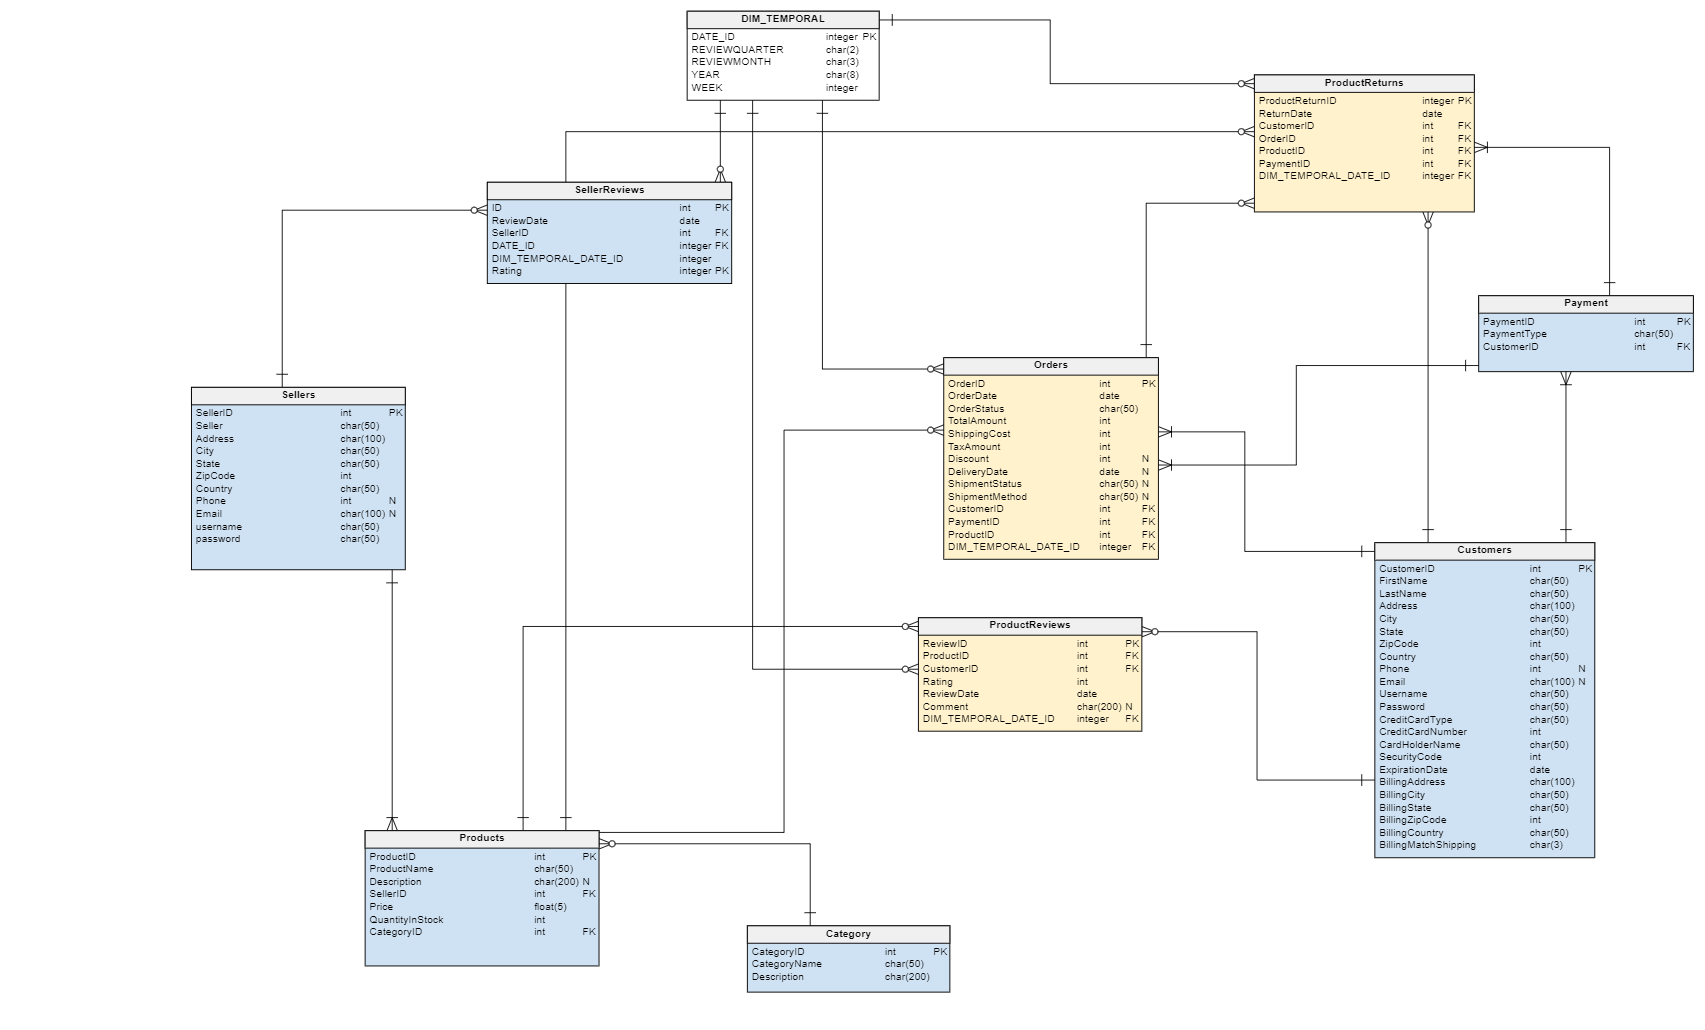 DIM_TEMPORAL
DATE_ID integer PK
REVIEWQUARTER char(2)
REVIEWMONTH char(3)
YEAR char(8)
WEEK integer
ProductReturns
ProductReturnID integer PK
ReturnDate date
CustomerID int FK
OrderID int FK
ProductID int FK
PaymentID int FK
DIM_TEMPORAL_DATE_ID integer FK
SellerReviews
ID int PK
ReviewDate date
SellerID int FK
DATE_ID integer FK
DIM_TEMPORAL_DATE_ID integer
Rating integer PK
Payment
PaymentID int PK
PaymentType char(50)
CustomerID int FK
Orders
OrderID int PK
OrderDate date
OrderStatus char(50)
TotalAmount int
ShippingCost int
TaxAmount int
Discount int N
DeliveryDate date N
ShipmentStatus char(50) N
ShipmentMethod char(50) N
CustomerID int FK
PaymentID int FK
ProductID int FK
DIM_TEMPORAL_DATE_ID integer FK
Sellers
SellerID int PK
Seller char(50)
Address char(100)
City char(50)
State char(50)
ZipCode int
Country char(50)
Phone int N
Email char(100) N
username char(50)
password char(50)
Customers
CustomerID int PK
FirstName char(50)
LastName char(50)
Address char(100)
City char(50)
State char(50)
ZipCode int
Country char(50)
Phone int N
Email char(100) N
Username char(50)
Password char(50)
CreditCardType char(50)
CreditCardNumber int
CardHolderName char(50)
SecurityCode int
ExpirationDate date
BillingAddress char(100)
BillingCity char(50)
BillingState char(50)
BillingZipCode int
BillingCountry char(50)
BillingMatchShipping char(3)
ProductReviews
ReviewID int PK
ProductID int FK
CustomerID int FK
Rating int
ReviewDate date
Comment char(200) N
DIM_TEMPORAL_DATE_ID integer FK
Products
ProductID int PK
ProductName char(50)
Description char(200) N
SellerID int FK
Price float(5)
QuantityInStock int
CategoryID int FK
Category
CategoryID int PK
CategoryName char(50)
Description char(200)